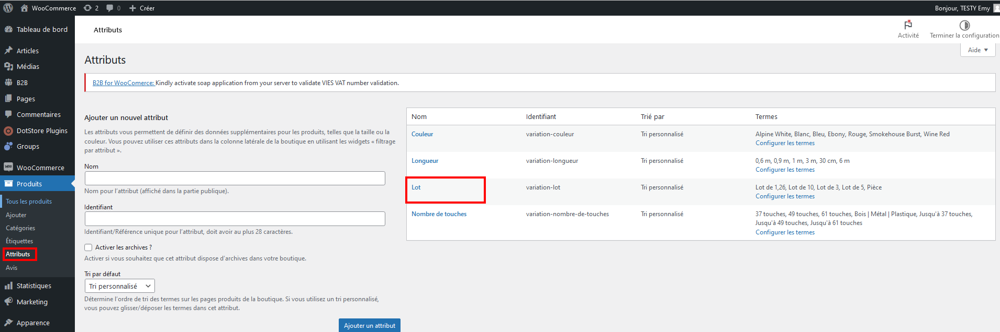 WooCommerce
2
0
Créer
Bonjour, TESTY Emy
Tableau de bord
Articles
Médias
B2B
Pages
Commentaires
DotStore Plugins
Groups
WooCommerce
Produits
Tous les produits
Ajouter
Catégories
Étiquettes
Attributs
Avis
Statistiques
Marketing
Apparence
Attributs
Activité
Terminer la configuration
Aide
Attributs
B2B for WooComerce: Kindly activate soap application from your server to validate VIES VAT number validation.
Ajouter un nouvel attribut
Les attributs vous permettent de définir des données supplémentaires pour les produits, telles que la taille ou la
couleur. Vous pouvez utiliser ces attributs dans la colonne latérale de la boutique en utilisant les widgets « filtrage
par attribut ».
Nom
Nom pour l’attribut (affiché dans la partie publique).
Identifiant
Identifiant/Référence unique pour l’attribut, doit avoir au plus 28 caractères.
Activer les archives ?
Activer si vous souhaitez que cet attribut dispose d’archives dans votre boutique.
Tri par défaut
Tri personnalisé
Détermine l’ordre de tri des termes sur les pages produits de la boutique. Si vous utilisez un tri personnalisé,
vous pouvez glisser/déposer les termes dans cet attribut.
Ajouter un attribut
Nom Identifiant Trié par Termes
Couleur variation-couleur Tri personnalisé Alpine White, Blanc, Bleu, Ebony, Rouge, Smokehouse Burst, Wine Red
Configurer les termes
Longueur variation-longueur Tri personnalisé 0,6 m, 0,9 m, 1 m, 3 m, 30 cm, 6 m
Configurer les termes
Lot variation-lot Tri personnalisé Lot de 1,26, Lot de 10, Lot de 3, Lot de 5, Pièce
Configurer les termes
Nombre de touches variation-nombre-de-touches Tri personnalisé 37 touches, 49 touches, 61 touches, Bois | Métal | Plastique, Jusqu'à 37 touches,
Jusqu'à 49 touches, Jusqu'à 61 touches
Configurer les termes